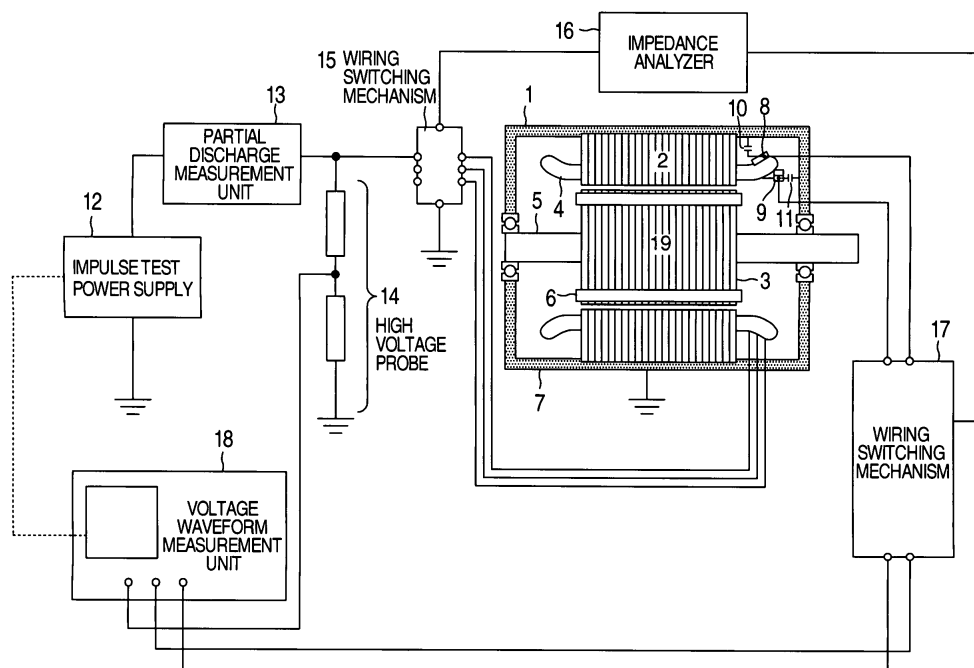 16
IMPEDANCE
ANALYZER
15 WIRING
SWITCHING
MECHANISM
13
PARTIAL
DISCHARGE
MEASUREMENT
UNIT
1
10
8
2
4
9
11
12
IMPULSE TEST
POWER SUPPLY
5
19
3
6
14
HIGH
VOLTAGE
PROBE
7
17
WIRING
SWITCHING
MECHANISM
18
VOLTAGE
WAVEFORM
MEASUREMENT
UNIT